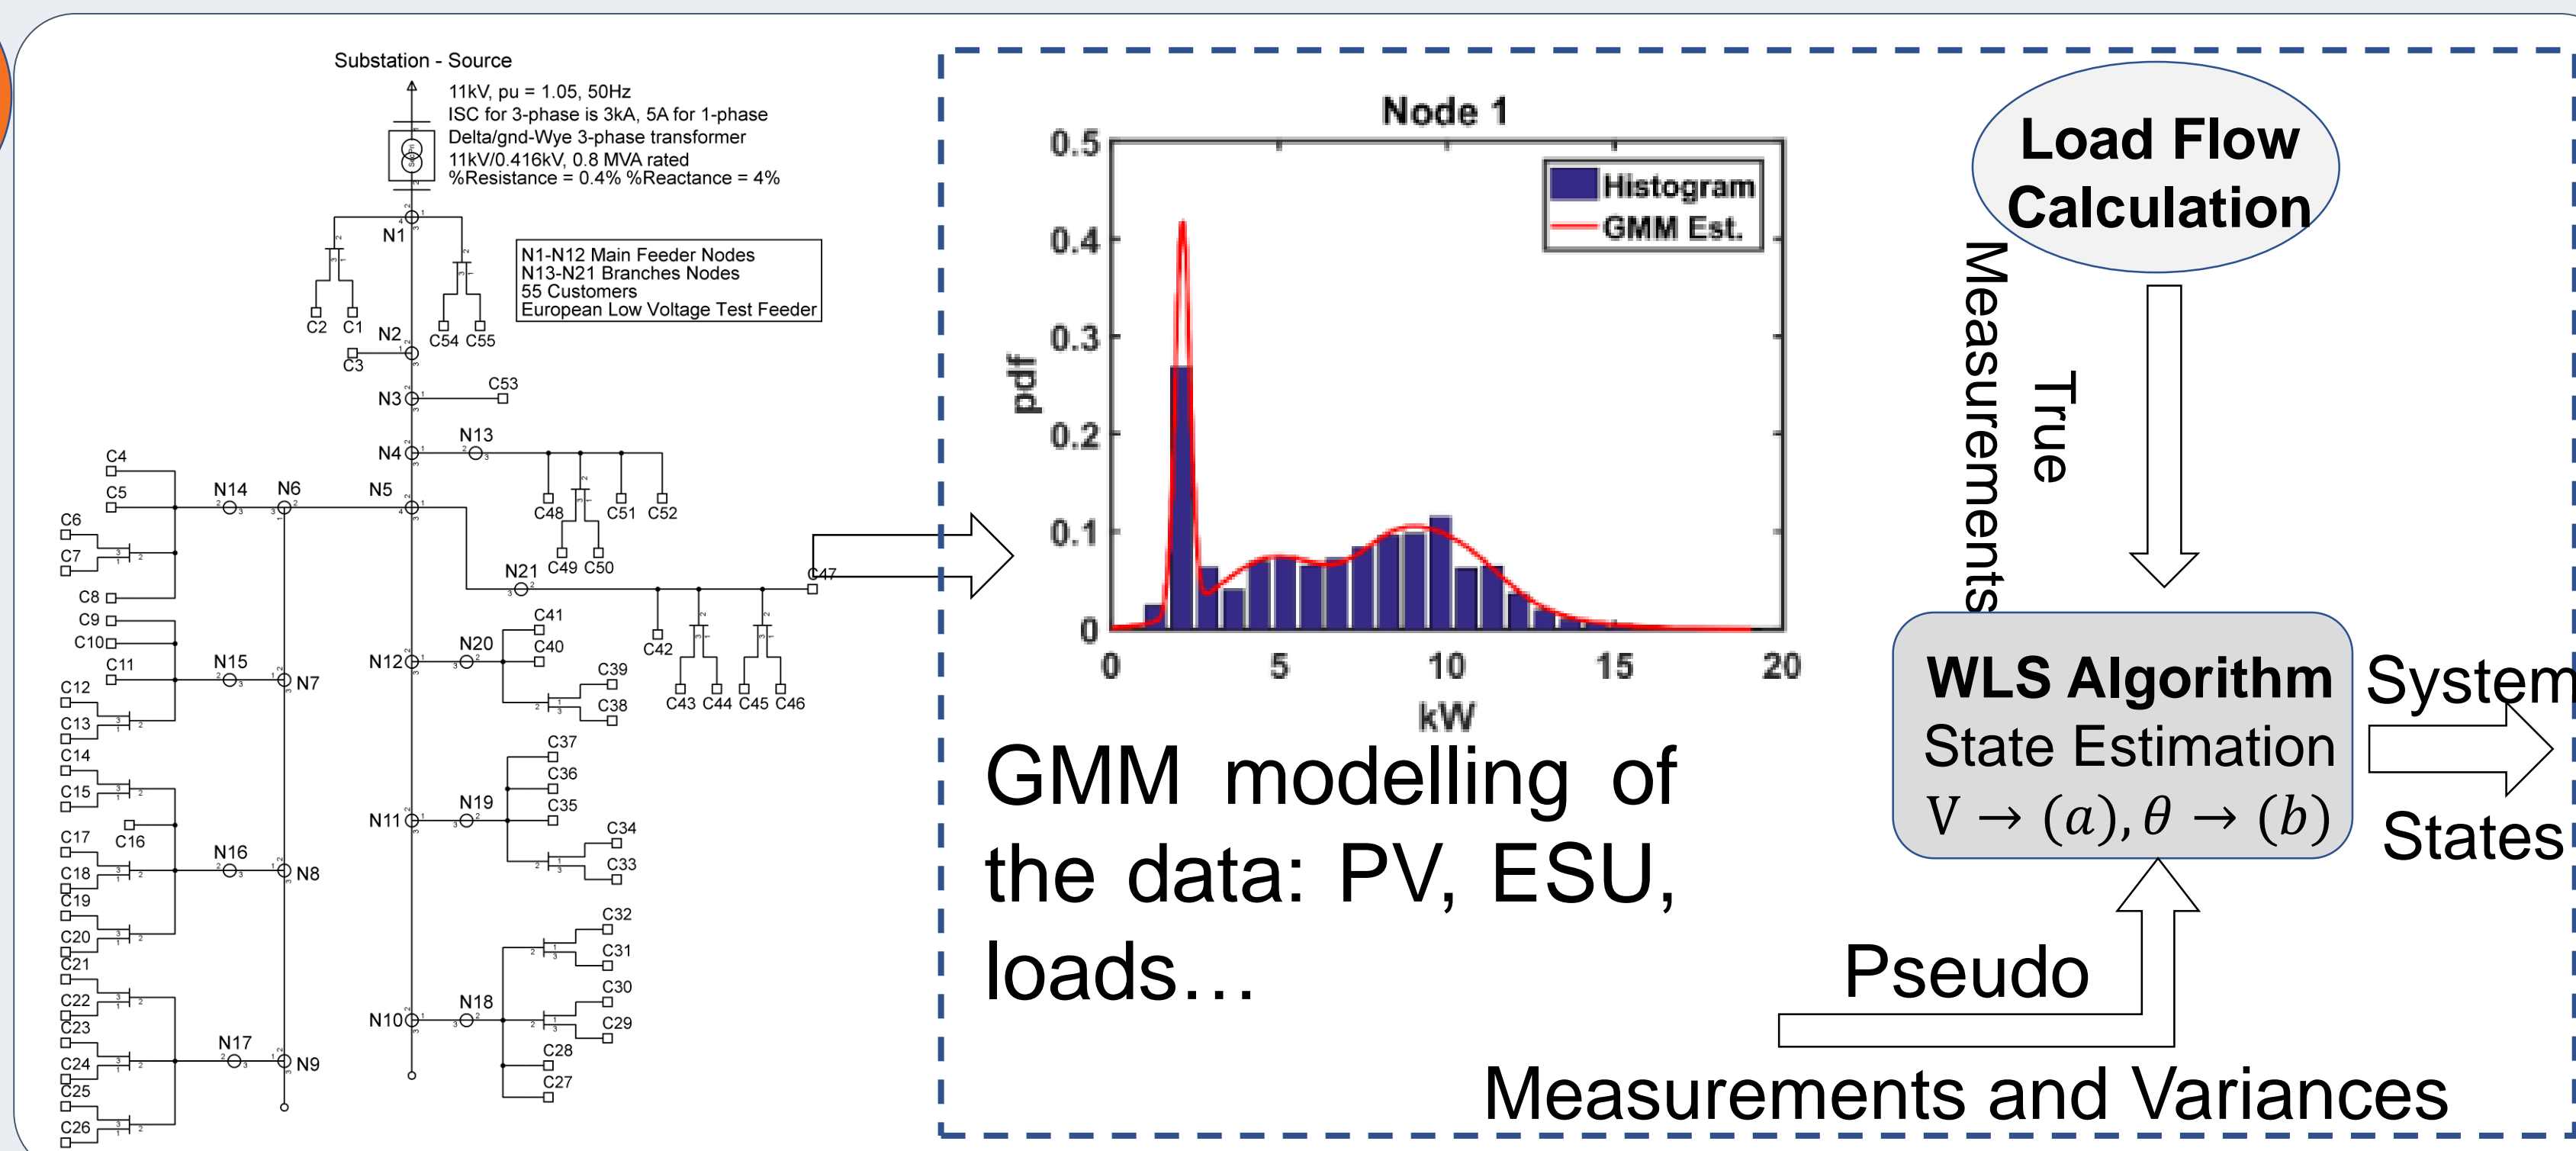 Substation - Source
11kV, pu = 1.05, 50Hz
ISC for 3-phase is 3kA, 5A for 1-phase
Delta/gnd-Wye 3-phase transformer
11kV/0.416kV, 0.8 MVA rated
%Resistance = 0.4% %Reactance = 4%
N1
N1-N12 Main Feeder Nodes
N13-N21 Branches Nodes
55 Customers
European Low Voltage Test Feeder
C2 C1
C54 C55
N2
C3
N3
C53
N4
N13
C48
C51
C52
C49 C50
C4
C5
N14
N6
N5
C6
C7
C8
N21
C47
C42
C43 C44 C45 C46
C9
C10
C11
N15
N7
C12
C13
N12
N20
C41
C40
C39
C38
C14
C15
C16
C17
C18
N16
N8
C19
C20
N11
N19
C37
C36
C35
C34
C33
C21
C22
C23
C24
N17
N9
C25
C26
N10
N18
C32
C31
C30
C29
C28
C27
Node 1
Histogram
GMM Est.
pdf
0.5
0.4
0.3
0.2
0.1
0
0 5 10 15 20
kW
GMM modelling of
the data: PV, ESU,
loads…
Load Flow
Calculation
True
Measurements
WLS Algorithm
State Estimation
V → (a), θ → (b)
System
States
Pseudo
Measurements and Variances